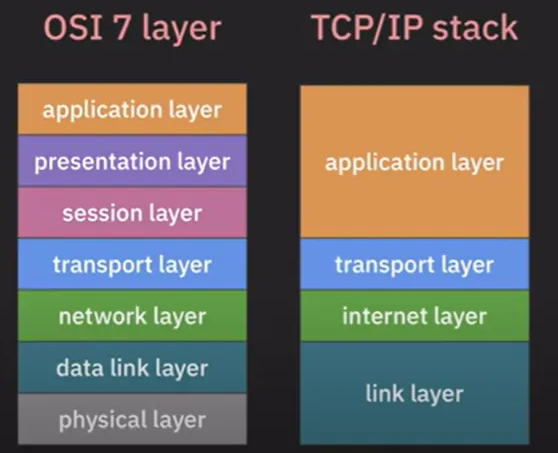 OSI 7 layer
application layer
presentation layer
session layer
transport layer
network layer
data link layer
physical layer
TCP/IP stack
application layer
transport layer
internet layer
link layer